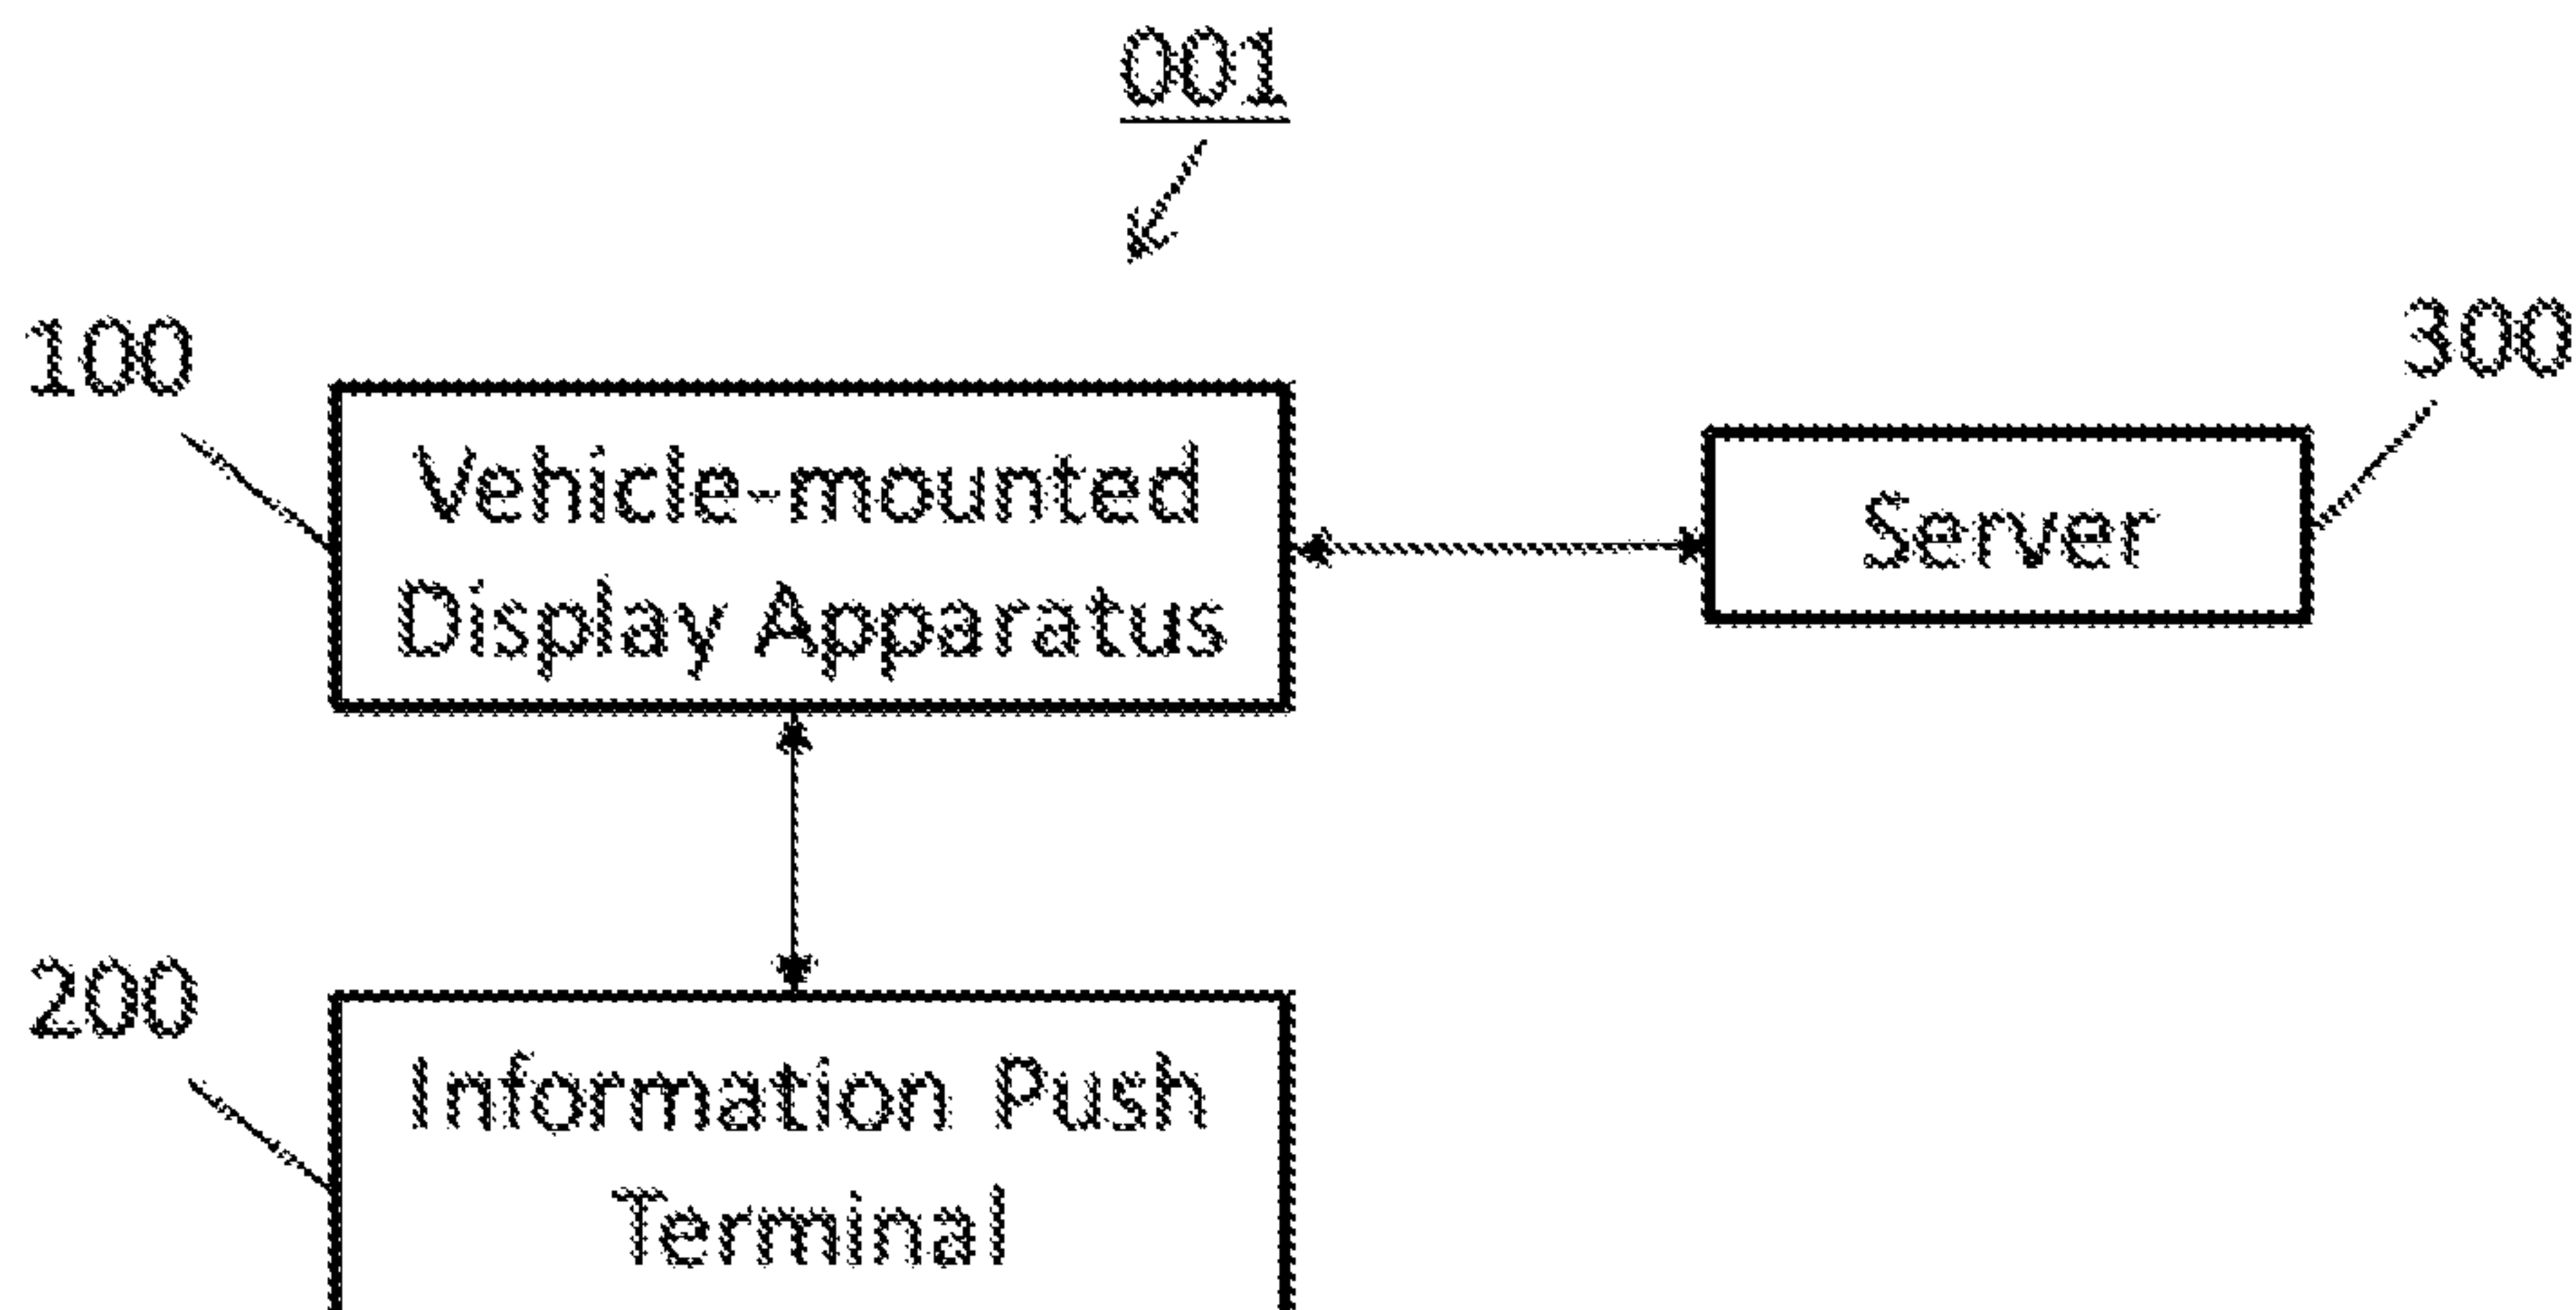 001
100
300
Vehicle-mounted
Display Apparatus
Server
200
Information Push
Terminal